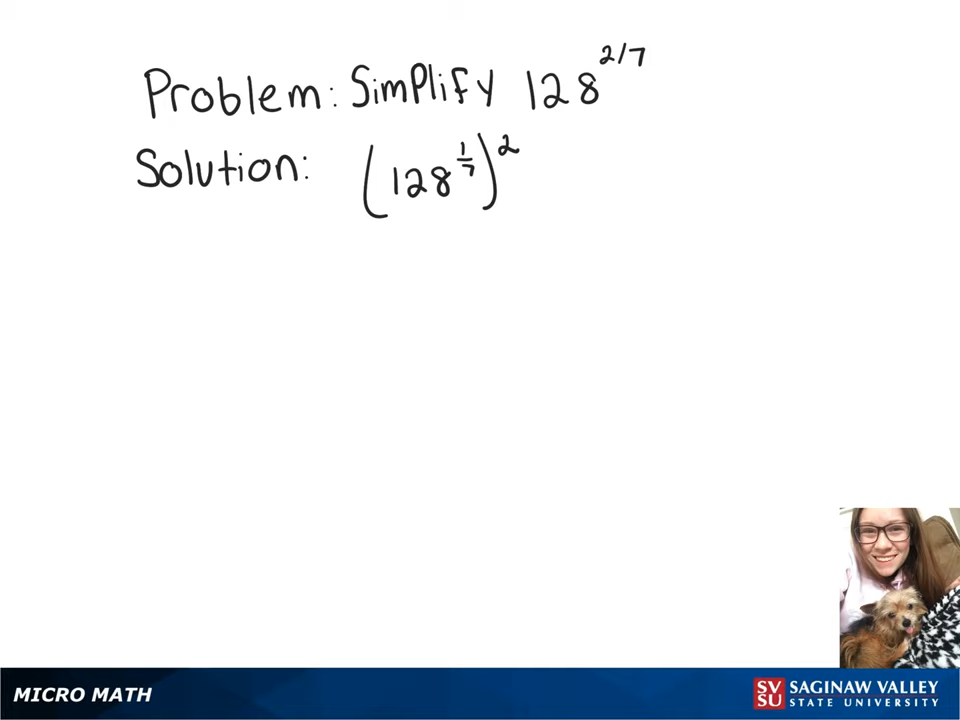 Problem: Simplify 128^2/7
Solution: (128^1/7)^2
MICRO MATH
SV SU SAGINAW VALLEY STATE UNIVERSITY